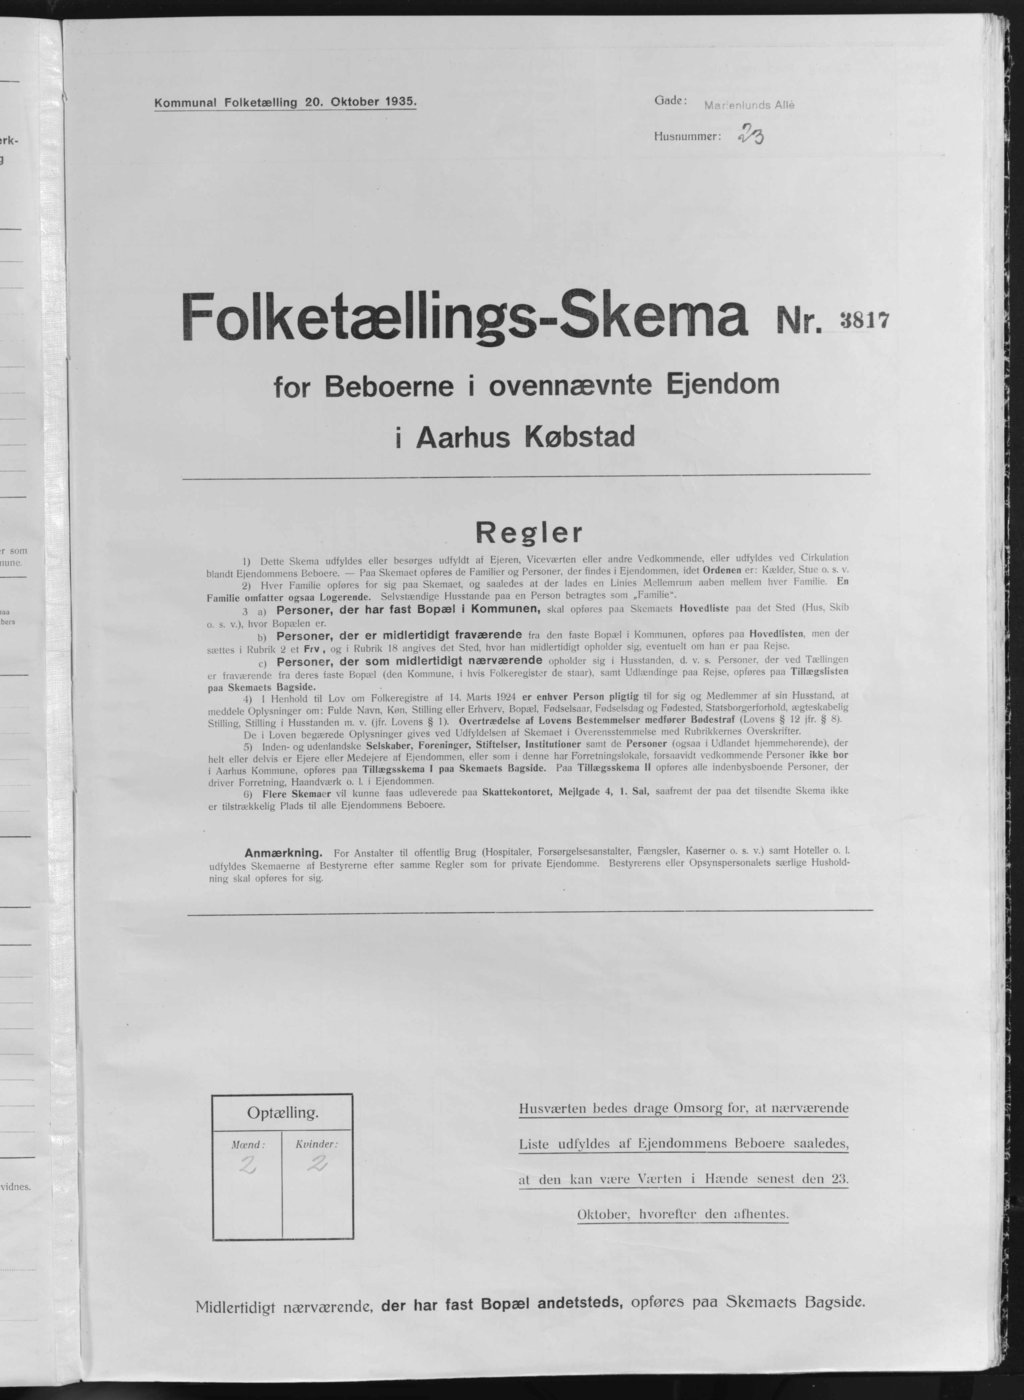 Kommunal Folketælling 20. Oktober 1935.
Gade: Marienlunds Allé
Husnummer: 23
Folketællings-Skema Nr. 3817
for Beboerne i ovennævnte Ejendom
i Aarhus Købstad
Regler
1) Dette Skema udfyldes eller besørges udfyldt af Ejeren, Viceværten eller andre Vedkommende, eller udfyldes ved Cirkulation
blandt Ejendommens Beboere. — Paa Skemaet opføres de Familier og Personer, der findes i Ejendommen, idet Ordenen er: Kælder, Stue o. s. v.
2) Hver Familie opføres for sig paa Skemaet, og saaledes at der lades en Linies Mellemrum aaben mellem hver Familie. En
Familie omfatter ogsaa Logerende. Selvstændige Husstande paa en Person betragtes som „Familie“.
3 a) Personer, der har fast Bopæl i Kommunen, skal opføres paa Skemaets Hovedliste paa det Sted (Hus, Skib
o. s. v.), hvor Bopælen er.
b) Personer, der er midlertidigt fraværende fra den faste Bopæl i Kommunen, opføres paa Hovedlisten, men der
sættes i Rubrik 2 et Frv, og i Rubrik 18 angives det Sted, hvor han midlertidigt opholder sig, eventuelt om han er paa Rejse.
c) Personer, der som midlertidigt nærværende opholder sig i Husstanden, d. v. s. Personer, der ved Tællingen
er fraværende fra deres faste Bopæl (den Kommune, i hvis Folkeregister de staar), samt Udlændinge paa Rejse, opføres paa Tillægslisten
paa Skemaets Bagside.
4) I Henhold til Lov om Folkeregistre af 14. Marts 1924 er enhver Person pligtig til for sig og Medlemmer af sin Husstand, at
meddele Oplysninger om: Fulde Navn, Køn, Stilling eller Erhverv, Bopæl, Fødselsaar, Fødselsdag og Fødested, Statsborgerforhold, ægteskabelig
Stilling, Stilling i Husstanden m. v. (jfr. Lovens § 1). Overtrædelse af Lovens Bestemmelser medfører Bødestraf (Lovens § 12 jfr. § 8).
De i Loven begærede Oplysninger gives ved Udfyldelsen af Skemaet i Overensstemmelse med Rubrikkernes Overskrifter.
5) Inden- og udenlandske Selskaber, Foreninger, Stiftelser, Institutioner samt de Personer (ogsaa i Udlandet hjemmehørende), der
helt eller delvis er Ejere eller Medejere af Ejendommen, eller som i denne har Forretningslokale, forsaavidt vedkommende Personer ikke bor
i Aarhus Kommune, opføres paa Tillægsskema I paa Skemaets Bagside. Paa Tillægsskema II opføres alle indenbysboende Personer, der
driver Forretning, Haandværk o. l. i Ejendommen.
6) Flere Skemaer vil kunne faas udleverede paa Skattekontoret, Mejlgade 4, 1. Sal, saafremt der paa det tilsendte Skema ikke
er tilstrækkelig Plads til alle Ejendommens Beboere.
Anmærkning. For Anstalter til offentlig Brug (Hospitaler, Forsørgelsesanstalter, Fængsler, Kaserner o. s. v.) samt Hoteller o. l.
udfyldes Skemaerne af Bestyrerne efter samme Regler som for private Ejendomme. Bestyrerens eller Opsynspersonalets særlige Hushold-
ning skal opføres for sig.
Optælling.
Mænd: Kvinder:
2 2
Husværten bedes drage Omsorg for, at nærværende
Liste udfyldes af Ejendommens Beboere saaledes,
at den kan være Værten i Hænde senest den 23.
Oktober, hvorefter den afhentes.
Midlertidigt nærværende, der har fast Bopæl andetsteds, opføres paa Skemaets Bagside.